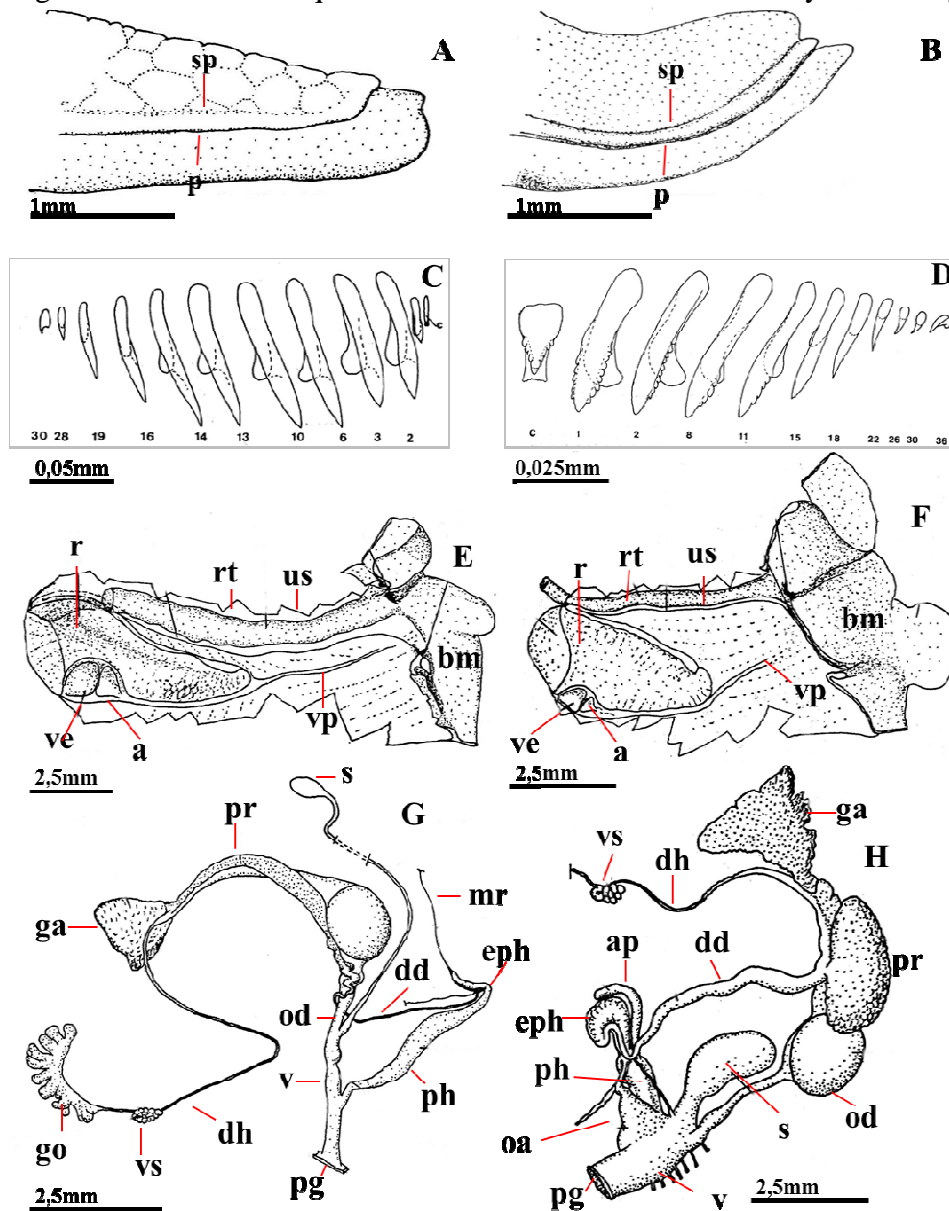 A
sp
p
1mm
B
sp
p
1mm
C
30 28 19 16 14 13 10 6 3 2
0,05mm
D
C 1 2 8 11 15 18 22 26 30 36
0,025mm
E
r
rt
us
bm
vp
ve
a
2,5mm
F
r
rt
us
bm
vp
ve
a
2,5mm
G
s
pr
mr
ga
eph
dd
od
v
ph
go
dh
vs
pg
2,5mm
H
ga
vs
dh
ap
dd
pr
eph
ph
od
s
oa
pg
v
2,5mm